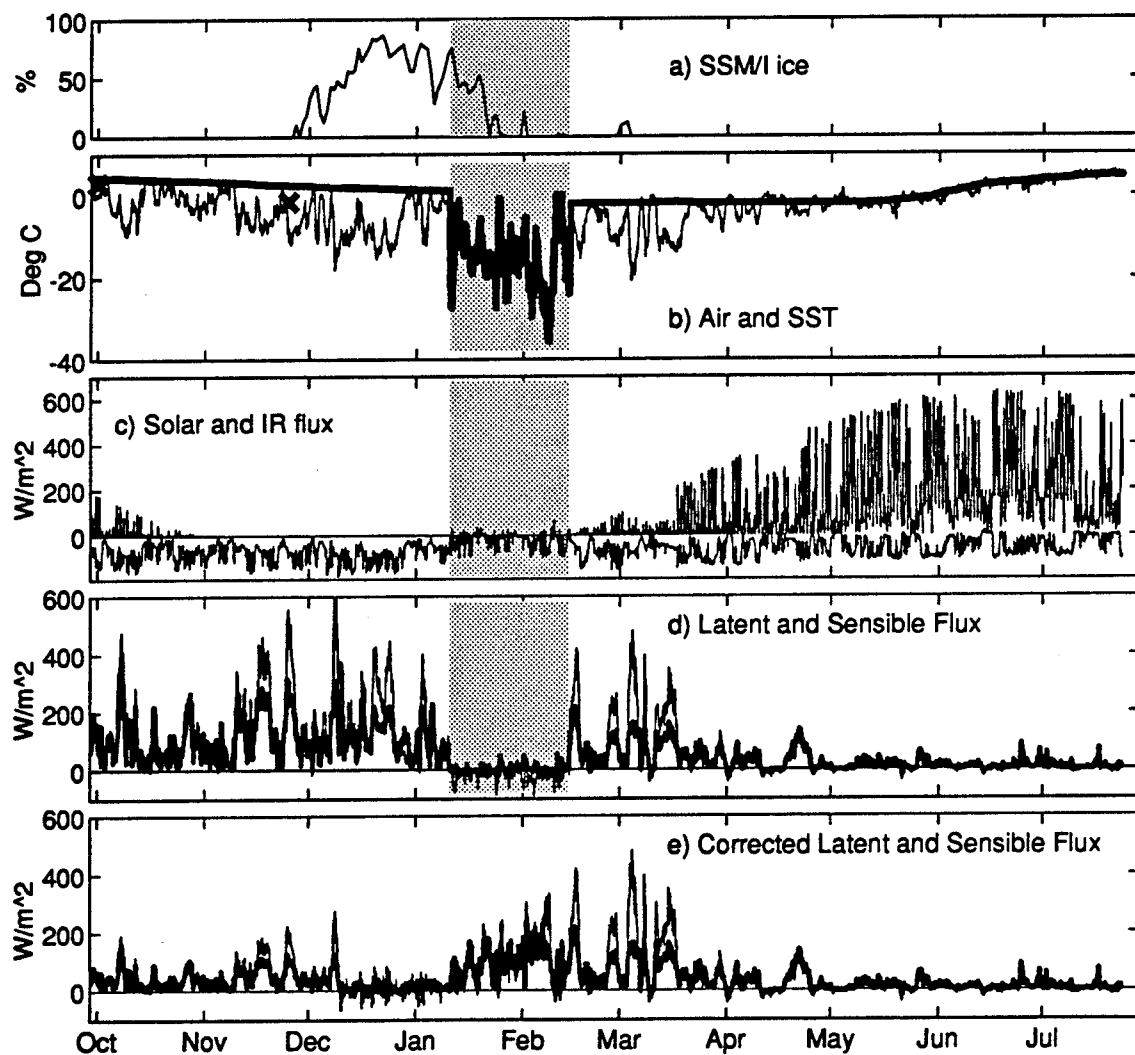 100
50
0
%
a) SSM/I ice
0
-20
-40
Deg C
b) Air and SST
600
400
200
0
W/m^2
c) Solar and IR flux
600
400
200
0
W/m^2
d) Latent and Sensible Flux
600
400
200
0
W/m^2
e) Corrected Latent and Sensible Flux
Oct Nov Dec Jan Feb Mar Apr May Jun Jul